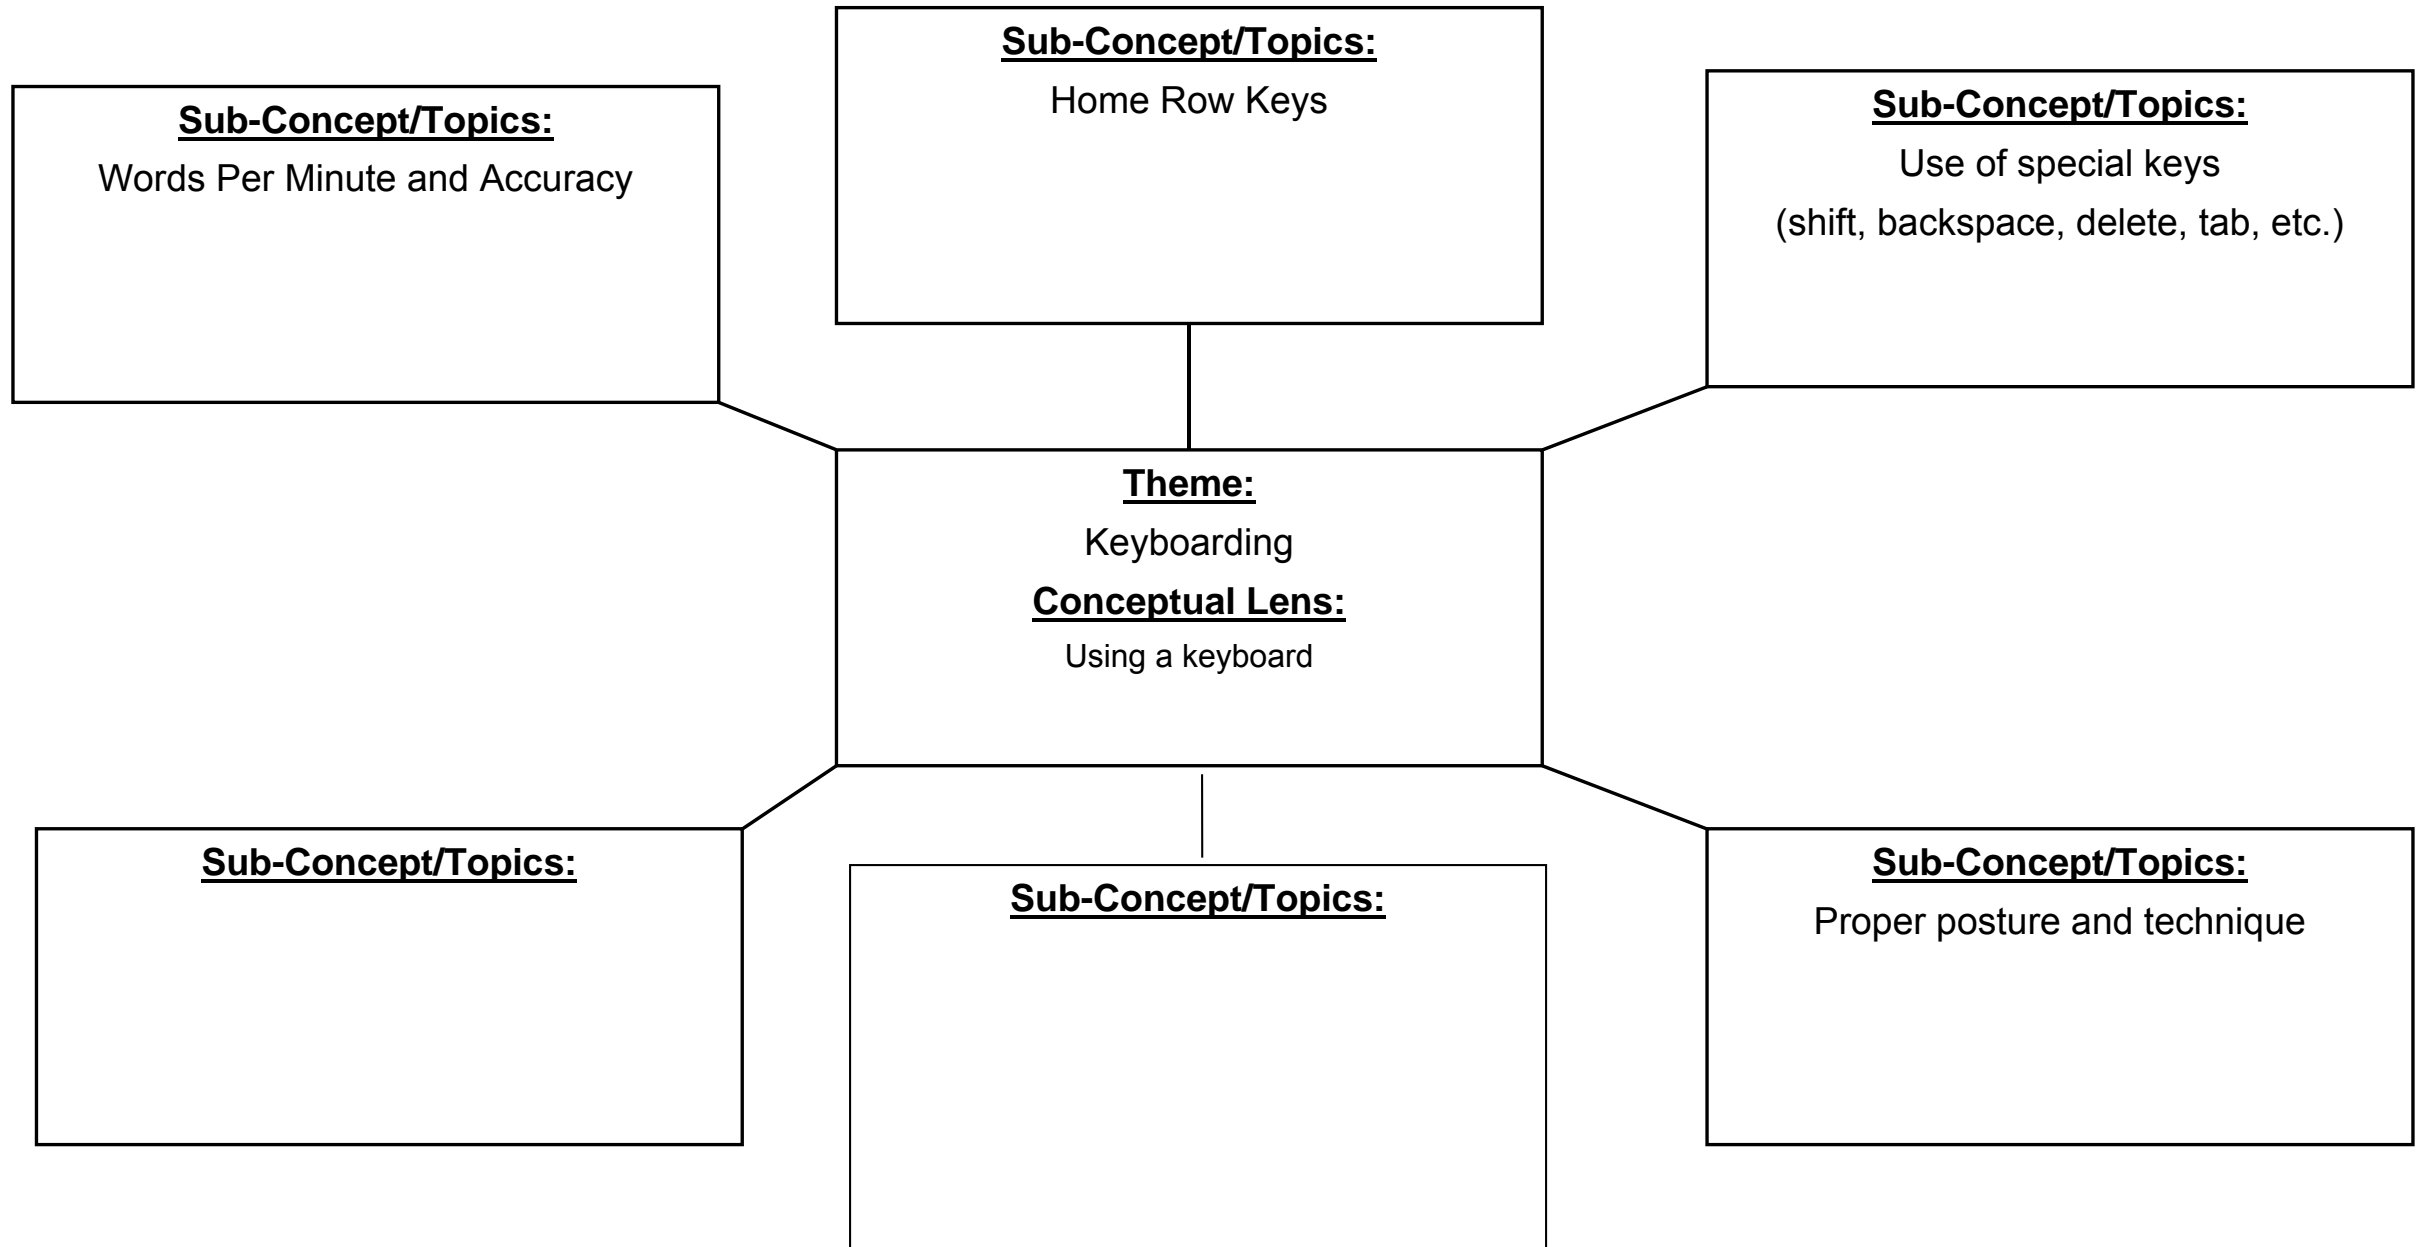 Sub-Concept/Topics:
Words Per Minute and Accuracy
Sub-Concept/Topics:
Home Row Keys
Sub-Concept/Topics:
Use of special keys
(shift, backspace, delete, tab, etc.)
Theme:
Keyboarding
Conceptual Lens:
Using a keyboard
Sub-Concept/Topics:
Sub-Concept/Topics:
Sub-Concept/Topics:
Proper posture and technique